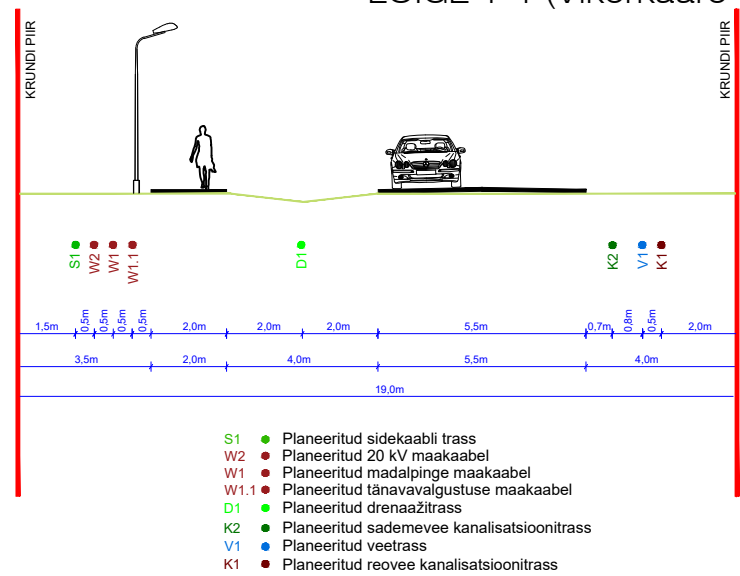 KRUNDI PIIR
KRUNDI PIIR
S1
W2
W1
W1.1
D1
K2
V1
K1
1,5m
0,5m
0,5m
0,5m
0,5m
2,0m
2,0m
2,0m
5,5m
0,7m
0,8m
0,5m
2,0m
3,5m
2,0m
4,0m
5,5m
4,0m
19,0m
S1 Planeeritud sidekaabli trass
W2 Planeeritud 20 kV maakaabel
W1 Planeeritud madalpinge maakaabel
W1.1 Planeeritud tänavavalgustuse maakaabel
D1 Planeeritud drenaažitrass
K2 Planeeritud sademevee kanalisatsioonitrass
V1 Planeeritud veetrass
K1 Planeeritud reovee kanalisatsioonitrass